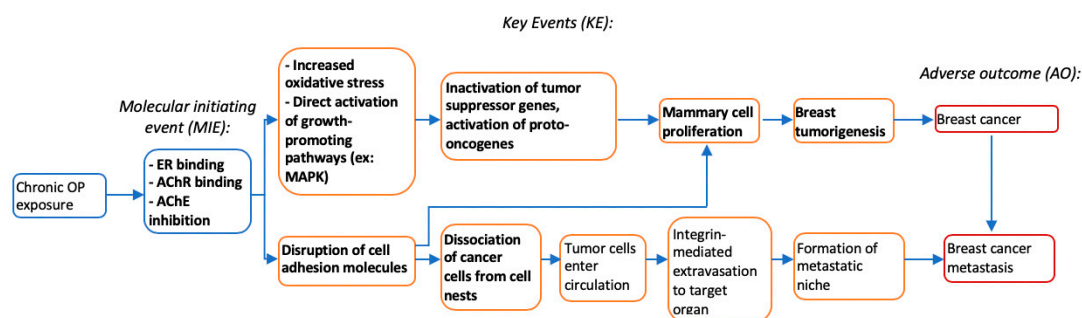 Key Events (KE):
Adverse outcome (AO):
Molecular initiating
event (MIE):
Chronic OP
exposure
- ER binding
- AChR binding
- AChE
inhibition
- Increased
oxidative stress
- Direct activation
of growth-
promoting
pathways (ex:
MAPK)
Inactivation of tumor
suppressor genes,
activation of proto-
oncogenes
Mammary cell
proliferation
Breast
tumorigenesis
Breast cancer
Disruption of cell
adhesion molecules
Dissociation
of cancer
cells from cell
nests
Tumor cells
enter
circulation
Integrin-
mediated
extravasation
to target
organ
Formation of
metastatic
niche
Breast cancer
metastasis